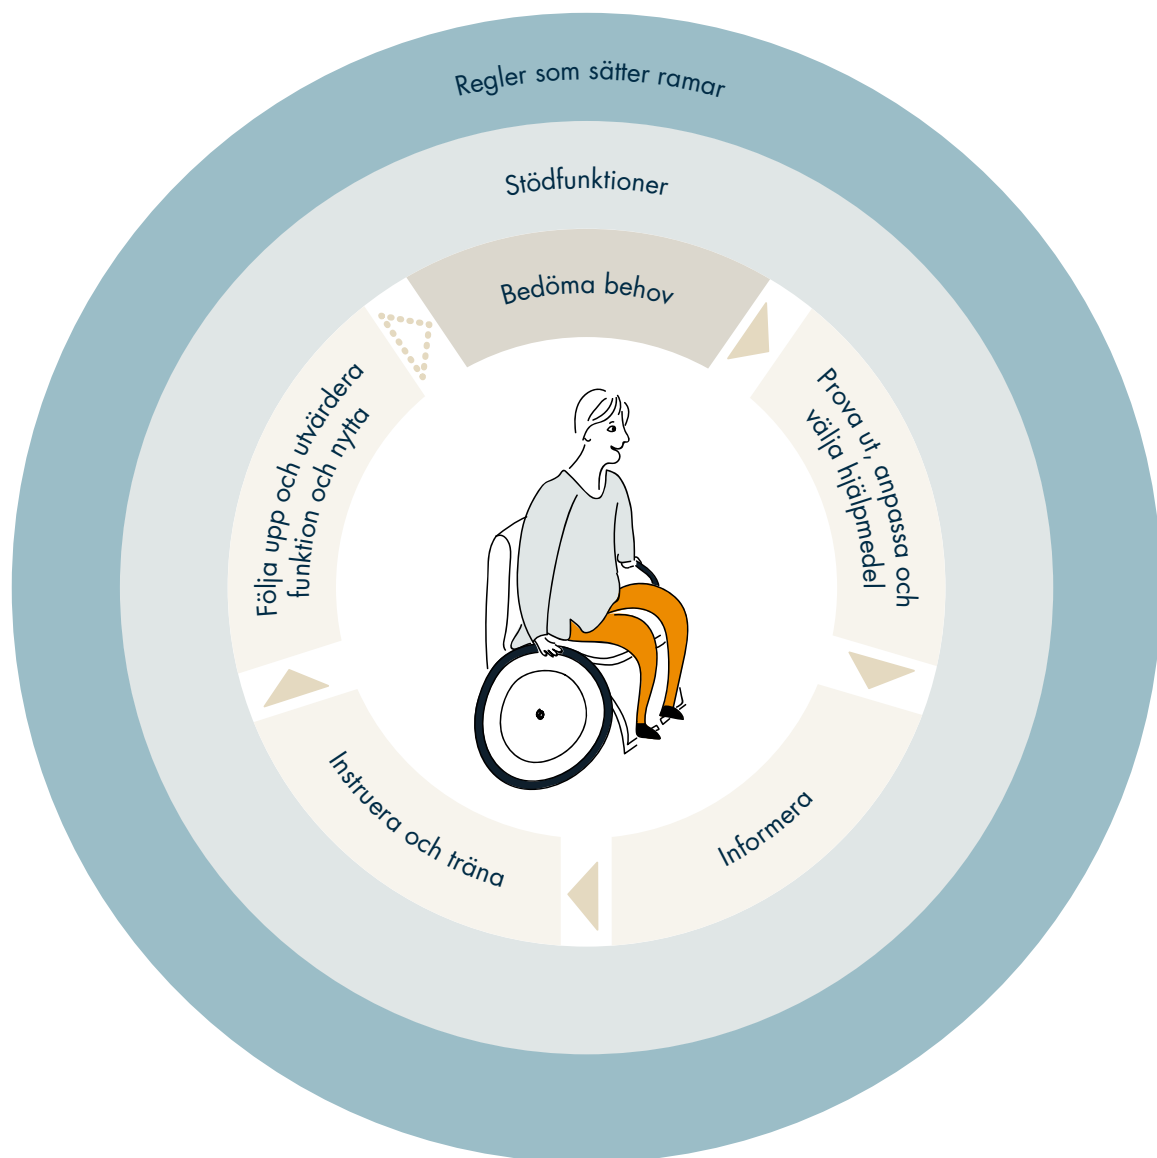 Regler som sätter ramar
Stödfunktioner
Bedöma behov
Prova ut, anpassa och
välja hjälpmedel
Informera
Instruera och träna
Följa upp och utvärdera
funktion och nytta